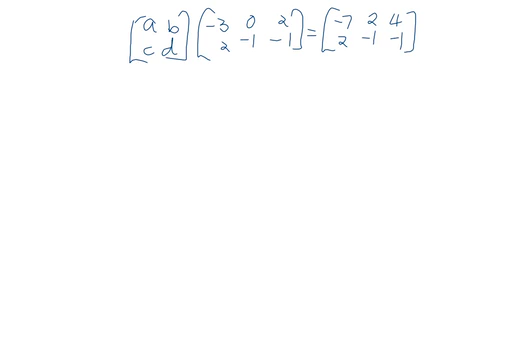 [a b] [-3 0 2] = [-7 2 4]
[c d] [2 -1 -1] [2 -1 -1]